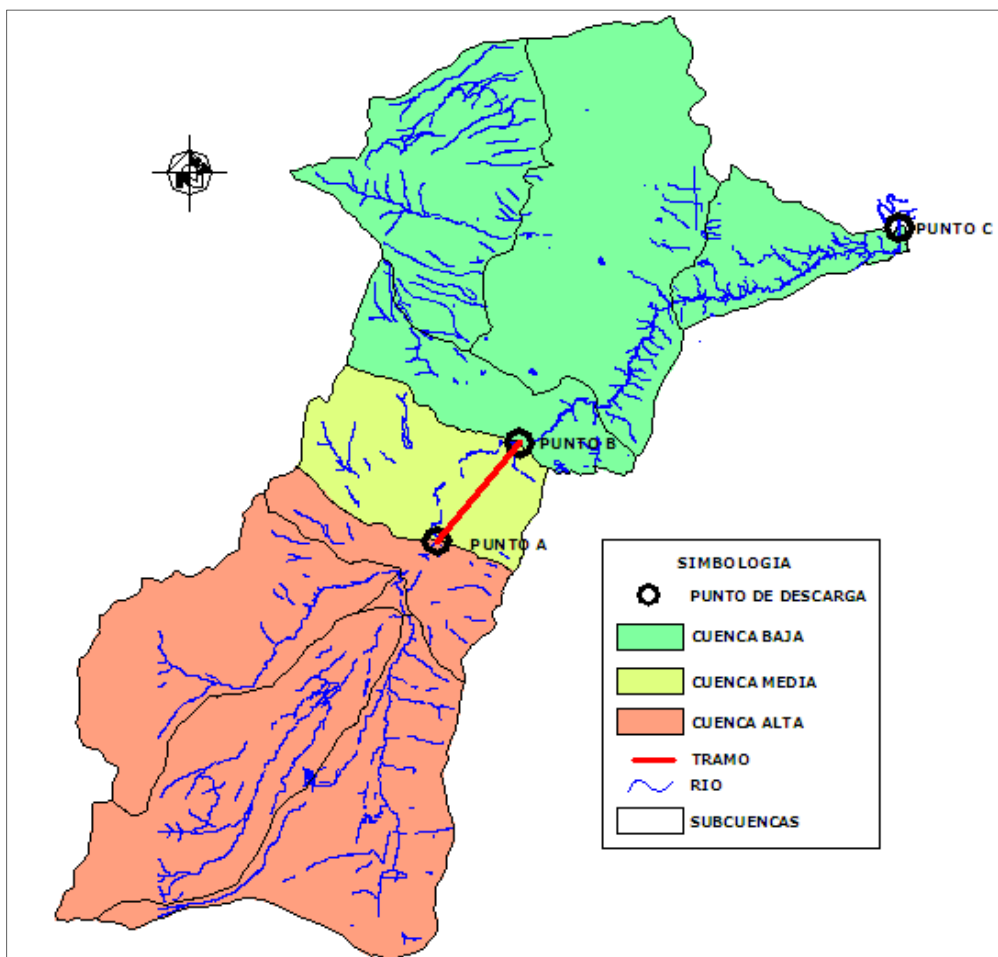 PUNTO C
PUNTO B
PUNTO A
SIMBOLOGIA
PUNTO DE DESCARGA
CUENCA BAJA
CUENCA MEDIA
CUENCA ALTA
TRAMO
RIO
SUBCUENCAS